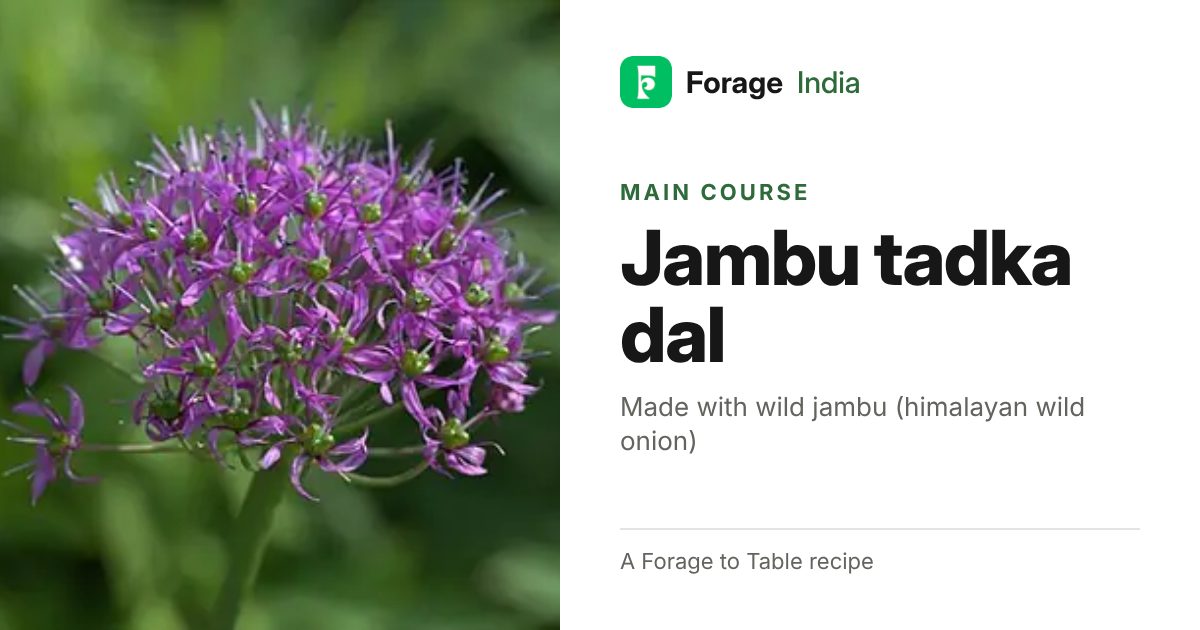 Forage India
MAIN COURSE
Jambu tadka
dal
Made with wild jambu (himalayan wild
onion)
A Forage to Table recipe